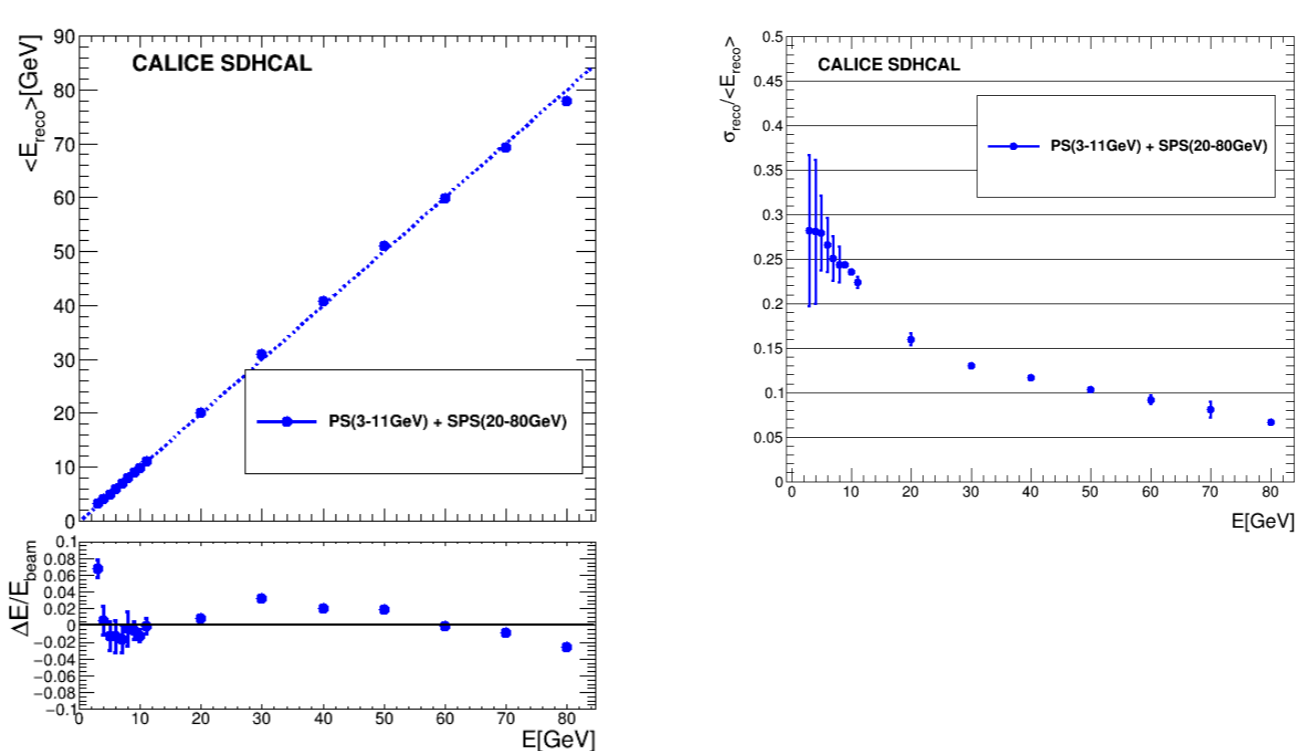 CALICE SDHCAL
<E_reco>[GeV]
90
80
70
60
50
40
30
20
10
0
PS(3-11GeV) + SPS(20-80GeV)
ΔE/E_beam
0.1
0.08
0.06
0.04
0.02
0
−0.02
−0.04
−0.06
−0.08
−0.1
0 10 20 30 40 50 60 70 80
E[GeV]
CALICE SDHCAL
σ_reco/<E_reco>
0.5
0.45
0.4
0.35
0.3
0.25
0.2
0.15
0.1
0.05
0
PS(3-11GeV) + SPS(20-80GeV)
0 10 20 30 40 50 60 70 80
E[GeV]